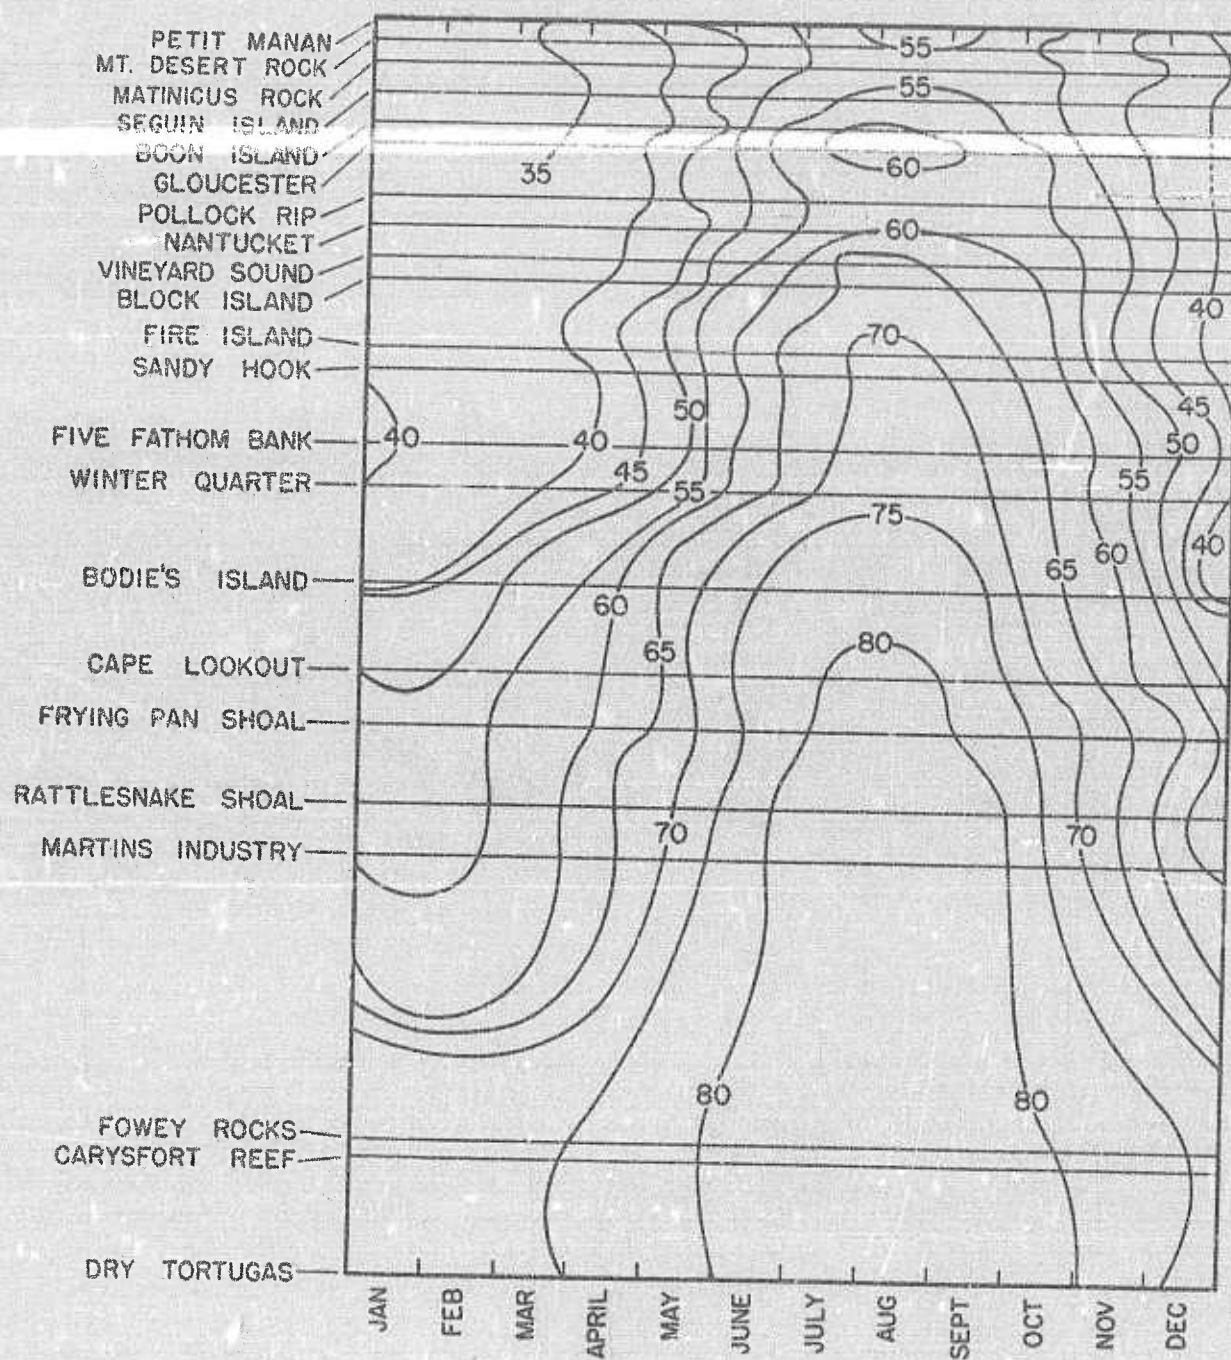 PETIT MANAN
MT. DESERT ROCK
MATINICUS ROCK
SEGUIN ISLAND
BOON ISLAND
GLOUCESTER
POLLOCK RIP
NANTUCKET
VINEYARD SOUND
BLOCK ISLAND
FIRE ISLAND
SANDY HOOK
FIVE FATHOM BANK
WINTER QUARTER
BODIE'S ISLAND
CAPE LOOKOUT
FRYING PAN SHOAL
RATTLESNAKE SHOAL
MARTINS INDUSTRY
FOWEY ROCKS
CARYSFORT REEF
DRY TORTUGAS
55
55
60
35
60
40
70
45
50
40 40 50
45 55
55
75
40
60
65
60
65
80
70 70
80 80
JAN FEB MAR APRIL MAY JUNE JULY AUG SEPT OCT NOV DEC